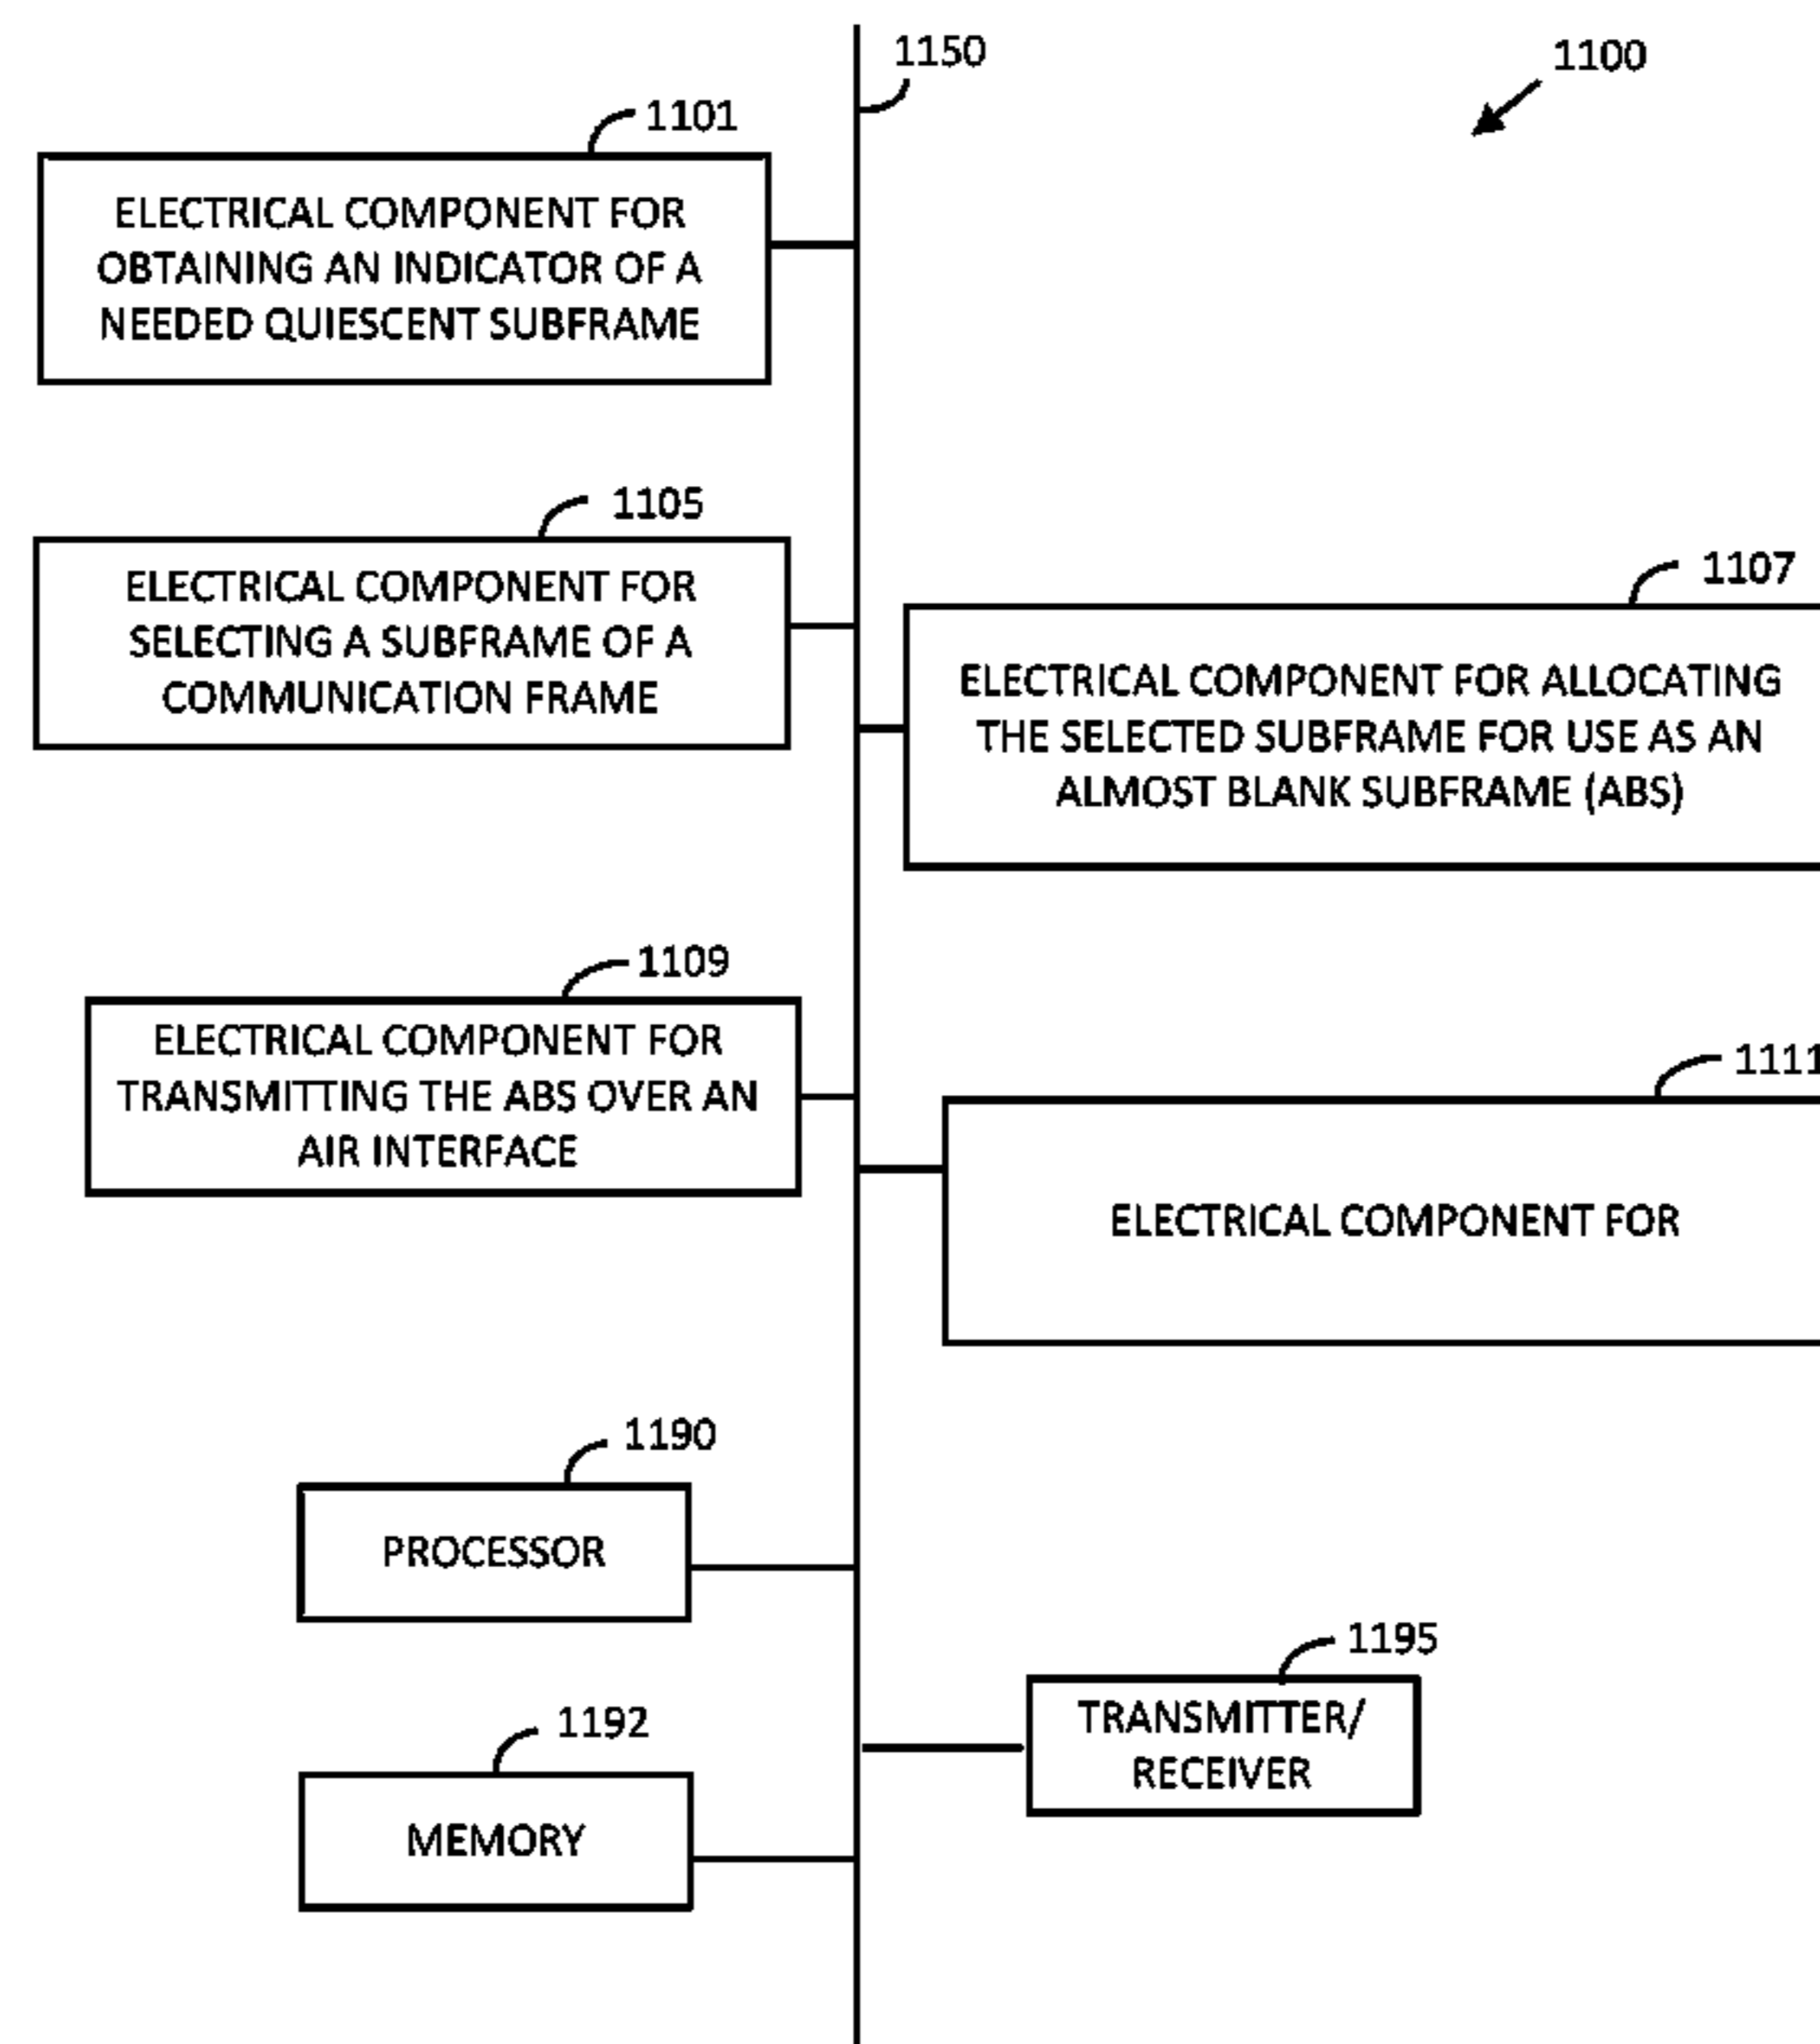 1150
1100
1101
ELECTRICAL COMPONENT FOR
OBTAINING AN INDICATOR OF A
NEEDED QUIESCENT SUBFRAME
1105
ELECTRICAL COMPONENT FOR
SELECTING A SUBFRAME OF A
COMMUNICATION FRAME
1107
ELECTRICAL COMPONENT FOR ALLOCATING
THE SELECTED SUBFRAME FOR USE AS AN
ALMOST BLANK SUBFRAME (ABS)
1109
ELECTRICAL COMPONENT FOR
TRANSMITTING THE ABS OVER AN
AIR INTERFACE
1111
ELECTRICAL COMPONENT FOR
1190
PROCESSOR
1195
TRANSMITTER/
RECEIVER
1192
MEMORY